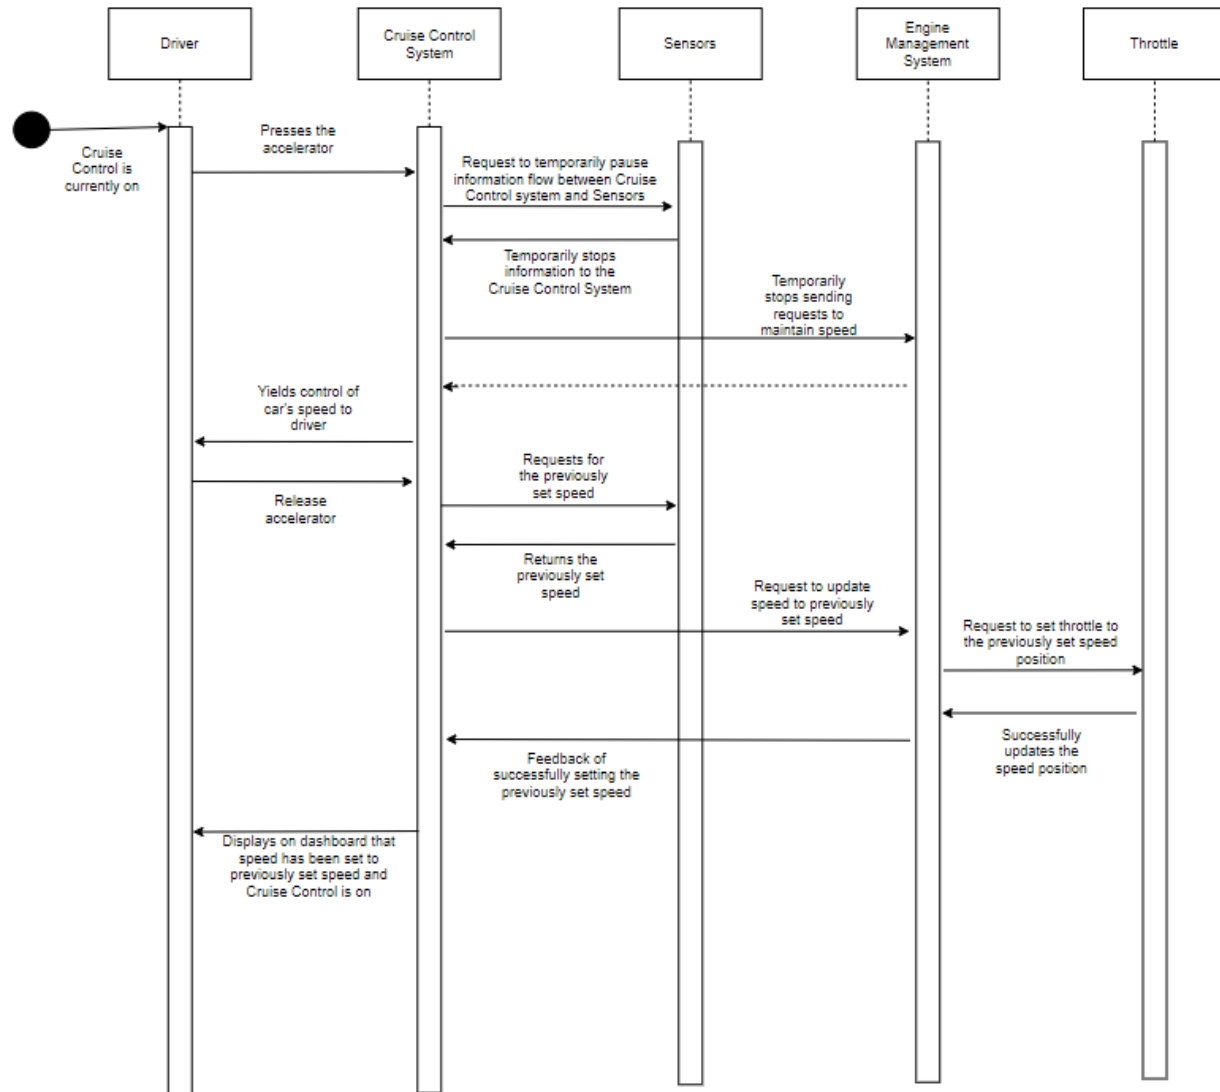 Driver
Cruise Control
System
Sensors
Engine
Management
System
Throttle
Cruise
Control is
currently on
Presses the
accelerator
Request to temporarily pause
information flow between Cruise
Control system and Sensors
Temporarily stops
information to the
Cruise Control System
Temporarily
stops sending
requests to
maintain speed
Yields control of
car's speed to
driver
Release
accelerator
Requests for
the previously
set speed
Returns the
previously set
speed
Request to update
speed to previously
set speed
Request to set throttle to
the previously set speed
position
Successfully
updates the
speed position
Feedback of
successfully setting the
previously set speed
Displays on dashboard that
speed has been set to
previously set speed and
Cruise Control is on